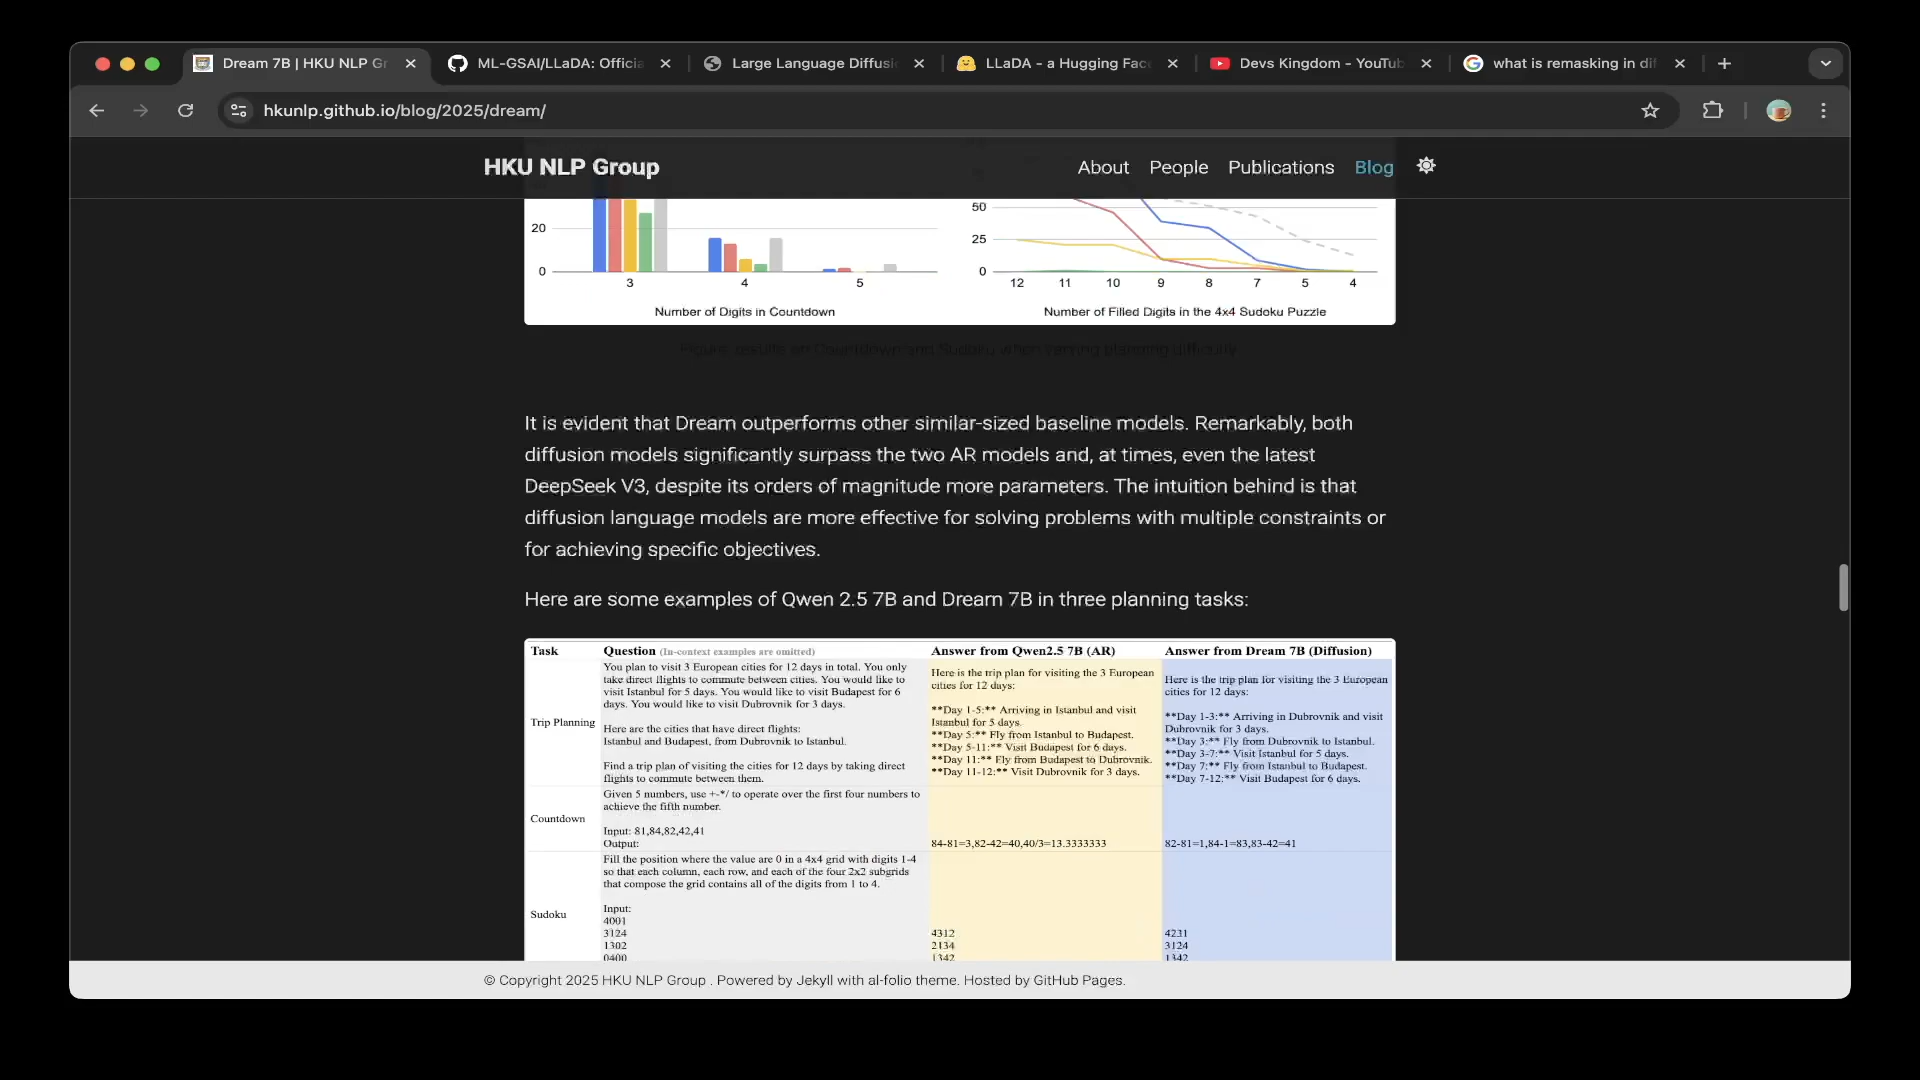 Dream 7B | HKU NLP Gr
ML-GSAI/LLaDA: Officia
Large Language Diffusi
LLaDA - a Hugging Fac
Devs Kingdom - YouTub
what is remasking in dif
hkunlp.github.io/blog/2025/dream/
HKU NLP Group
About People Publications Blog
20
0
3 4 5
Number of Digits in Countdown
50
25
0
12 11 10 9 8 7 5 4
Number of Filled Digits in the 4x4 Sudoku Puzzle
Figure: results on Countdown and Sudoku when varying planning difficulty.
It is evident that Dream outperforms other similar-sized baseline models. Remarkably, both
diffusion models significantly surpass the two AR models and, at times, even the latest
DeepSeek V3, despite its orders of magnitude more parameters. The intuition behind is that
diffusion language models are more effective for solving problems with multiple constraints or
for achieving specific objectives.
Here are some examples of Qwen 2.5 7B and Dream 7B in three planning tasks:
Task
Question (In-context examples are omitted)
Answer from Qwen2.5 7B (AR)
Answer from Dream 7B (Diffusion)
Trip Planning
You plan to visit 3 European cities for 12 days in total. You only
take direct flights to commute between cities. You would like to
visit Istanbul for 5 days. You would like to visit Budapest for 6
days. You would like to visit Dubrovnik for 3 days.
Here are the cities that have direct flights:
Istanbul and Budapest, from Dubrovnik to Istanbul.
Find a trip plan of visiting the cities for 12 days by taking direct
flights to commute between them.
Here is the trip plan for visiting the 3 European
cities for 12 days:
**Day 1-5:** Arriving in Istanbul and visit
Istanbul for 5 days.
**Day 5:** Fly from Istanbul to Budapest.
**Day 5-11:** Visit Budapest for 6 days.
**Day 11:** Fly from Budapest to Dubrovnik.
**Day 11-12:** Visit Dubrovnik for 3 days.
Here is the trip plan for visiting the 3 European
cities for 12 days:
**Day 1-3:** Arriving in Dubrovnik and visit
Dubrovnik for 3 days.
**Day 3:** Fly from Dubrovnik to Istanbul.
**Day 3-7:** Visit Istanbul for 5 days.
**Day 7:** Fly from Istanbul to Budapest.
**Day 7-12:** Visit Budapest for 6 days.
Countdown
Given 5 numbers, use +-*/ to operate over the first four numbers to
achieve the fifth number.
Input: 81,84,82,42,41
Output:
84-81=3,82-42=40,40/3=13.3333333
82-81=1,84-1=83,83-42=41
Sudoku
Fill the position where the value are 0 in a 4x4 grid with digits 1-4
so that each column, each row, and each of the four 2x2 subgrids
that compose the grid contains all of the digits from 1 to 4.
Input:
4001
3124
1302
0400
4312
2134
1342
4231
3124
1342
© Copyright 2025 HKU NLP Group . Powered by Jekyll with al-folio theme. Hosted by GitHub Pages.